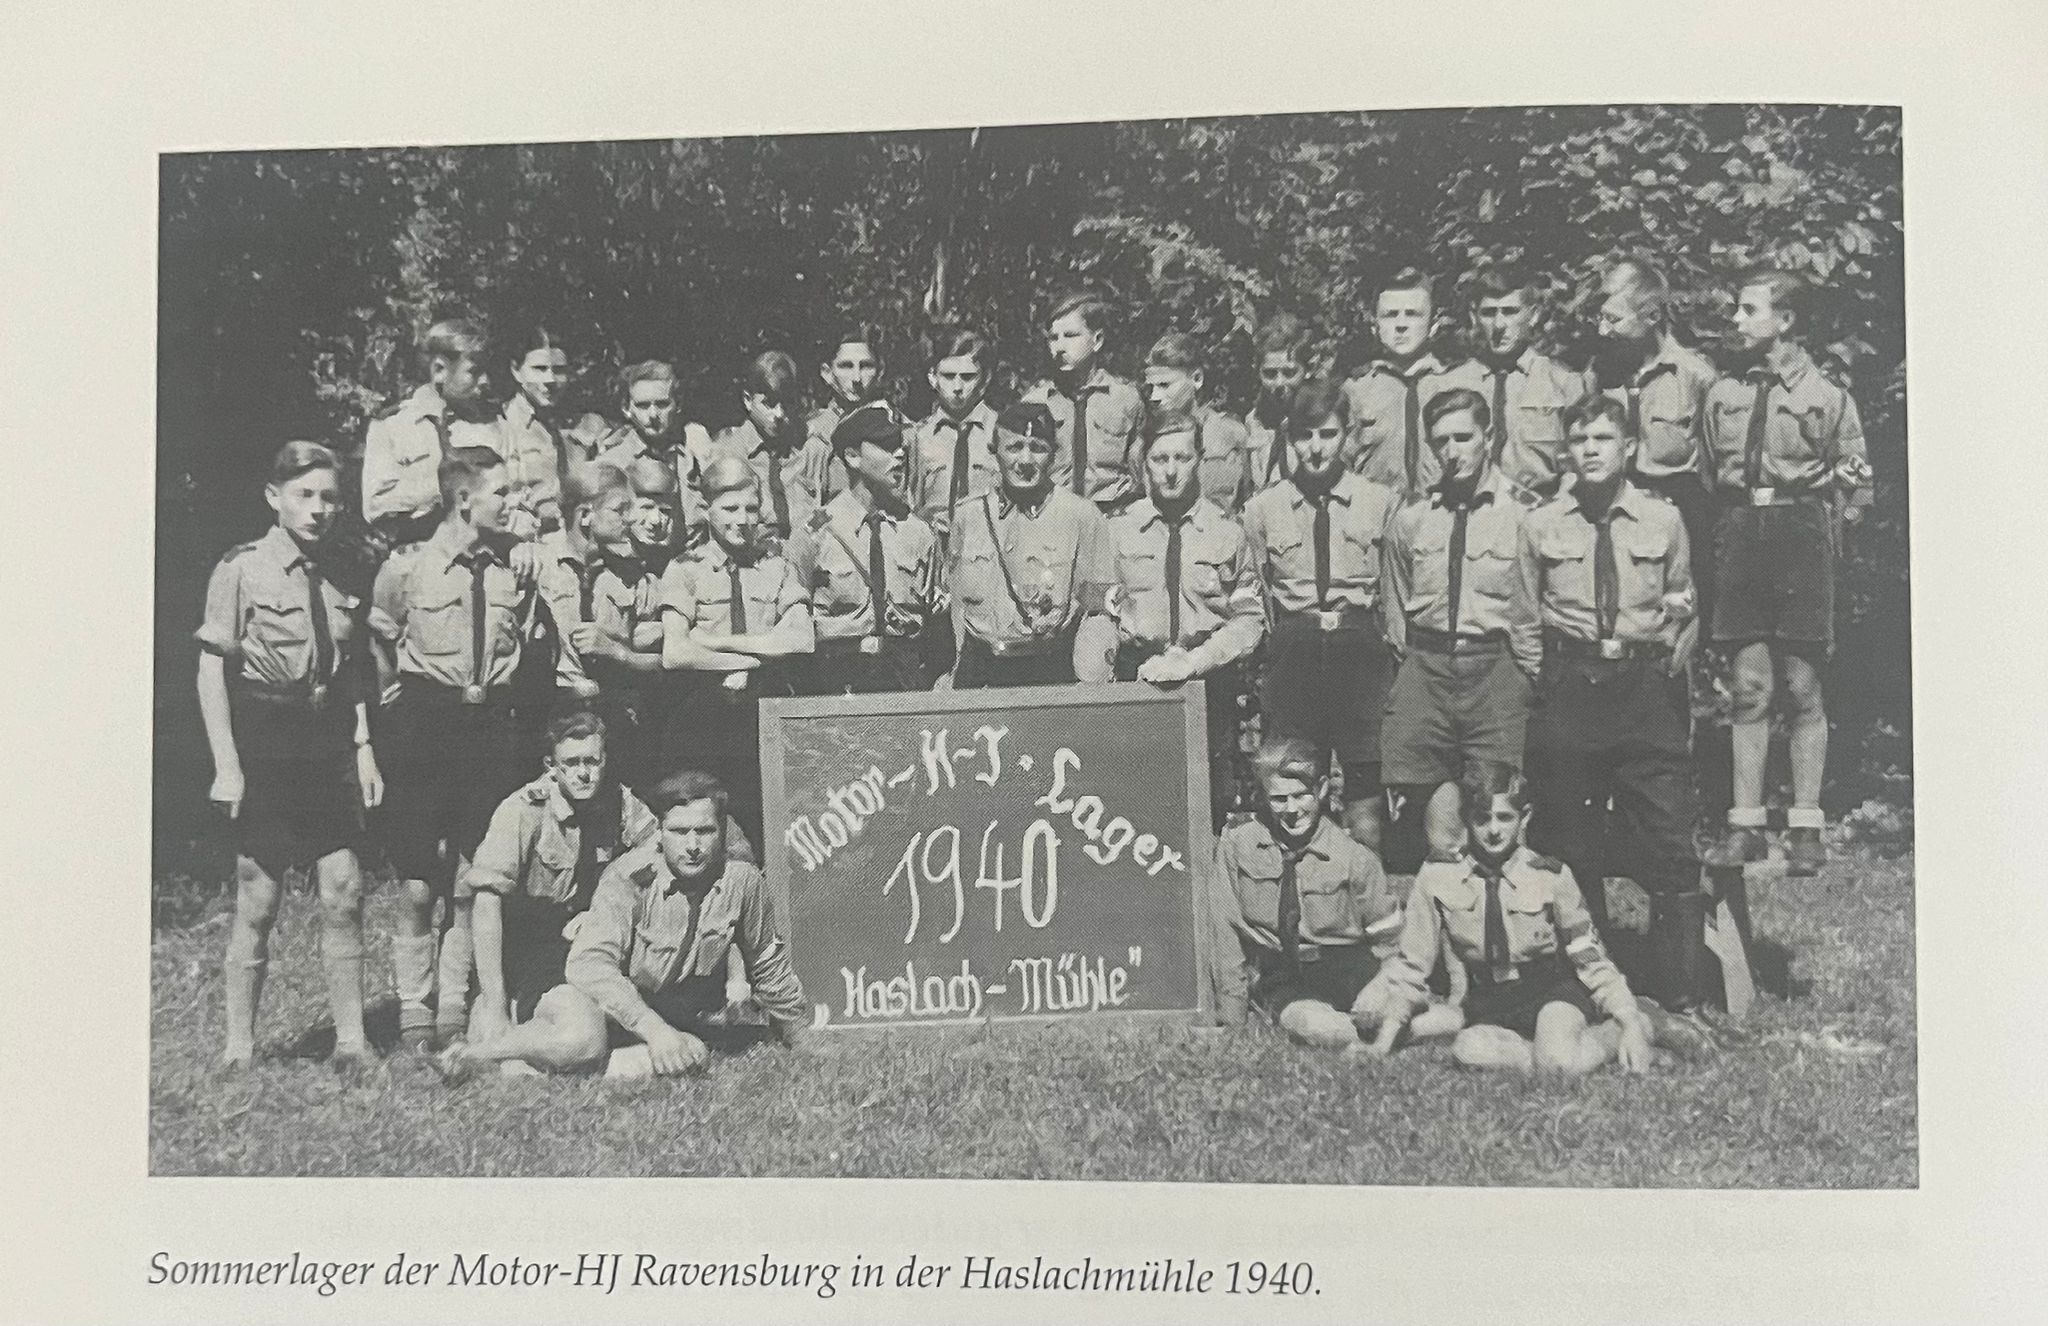 Motor-H-J-Lager
1940
„Haslach-Mühle"
Sommerlager der Motor-HJ Ravensburg in der Haslachmühle 1940.